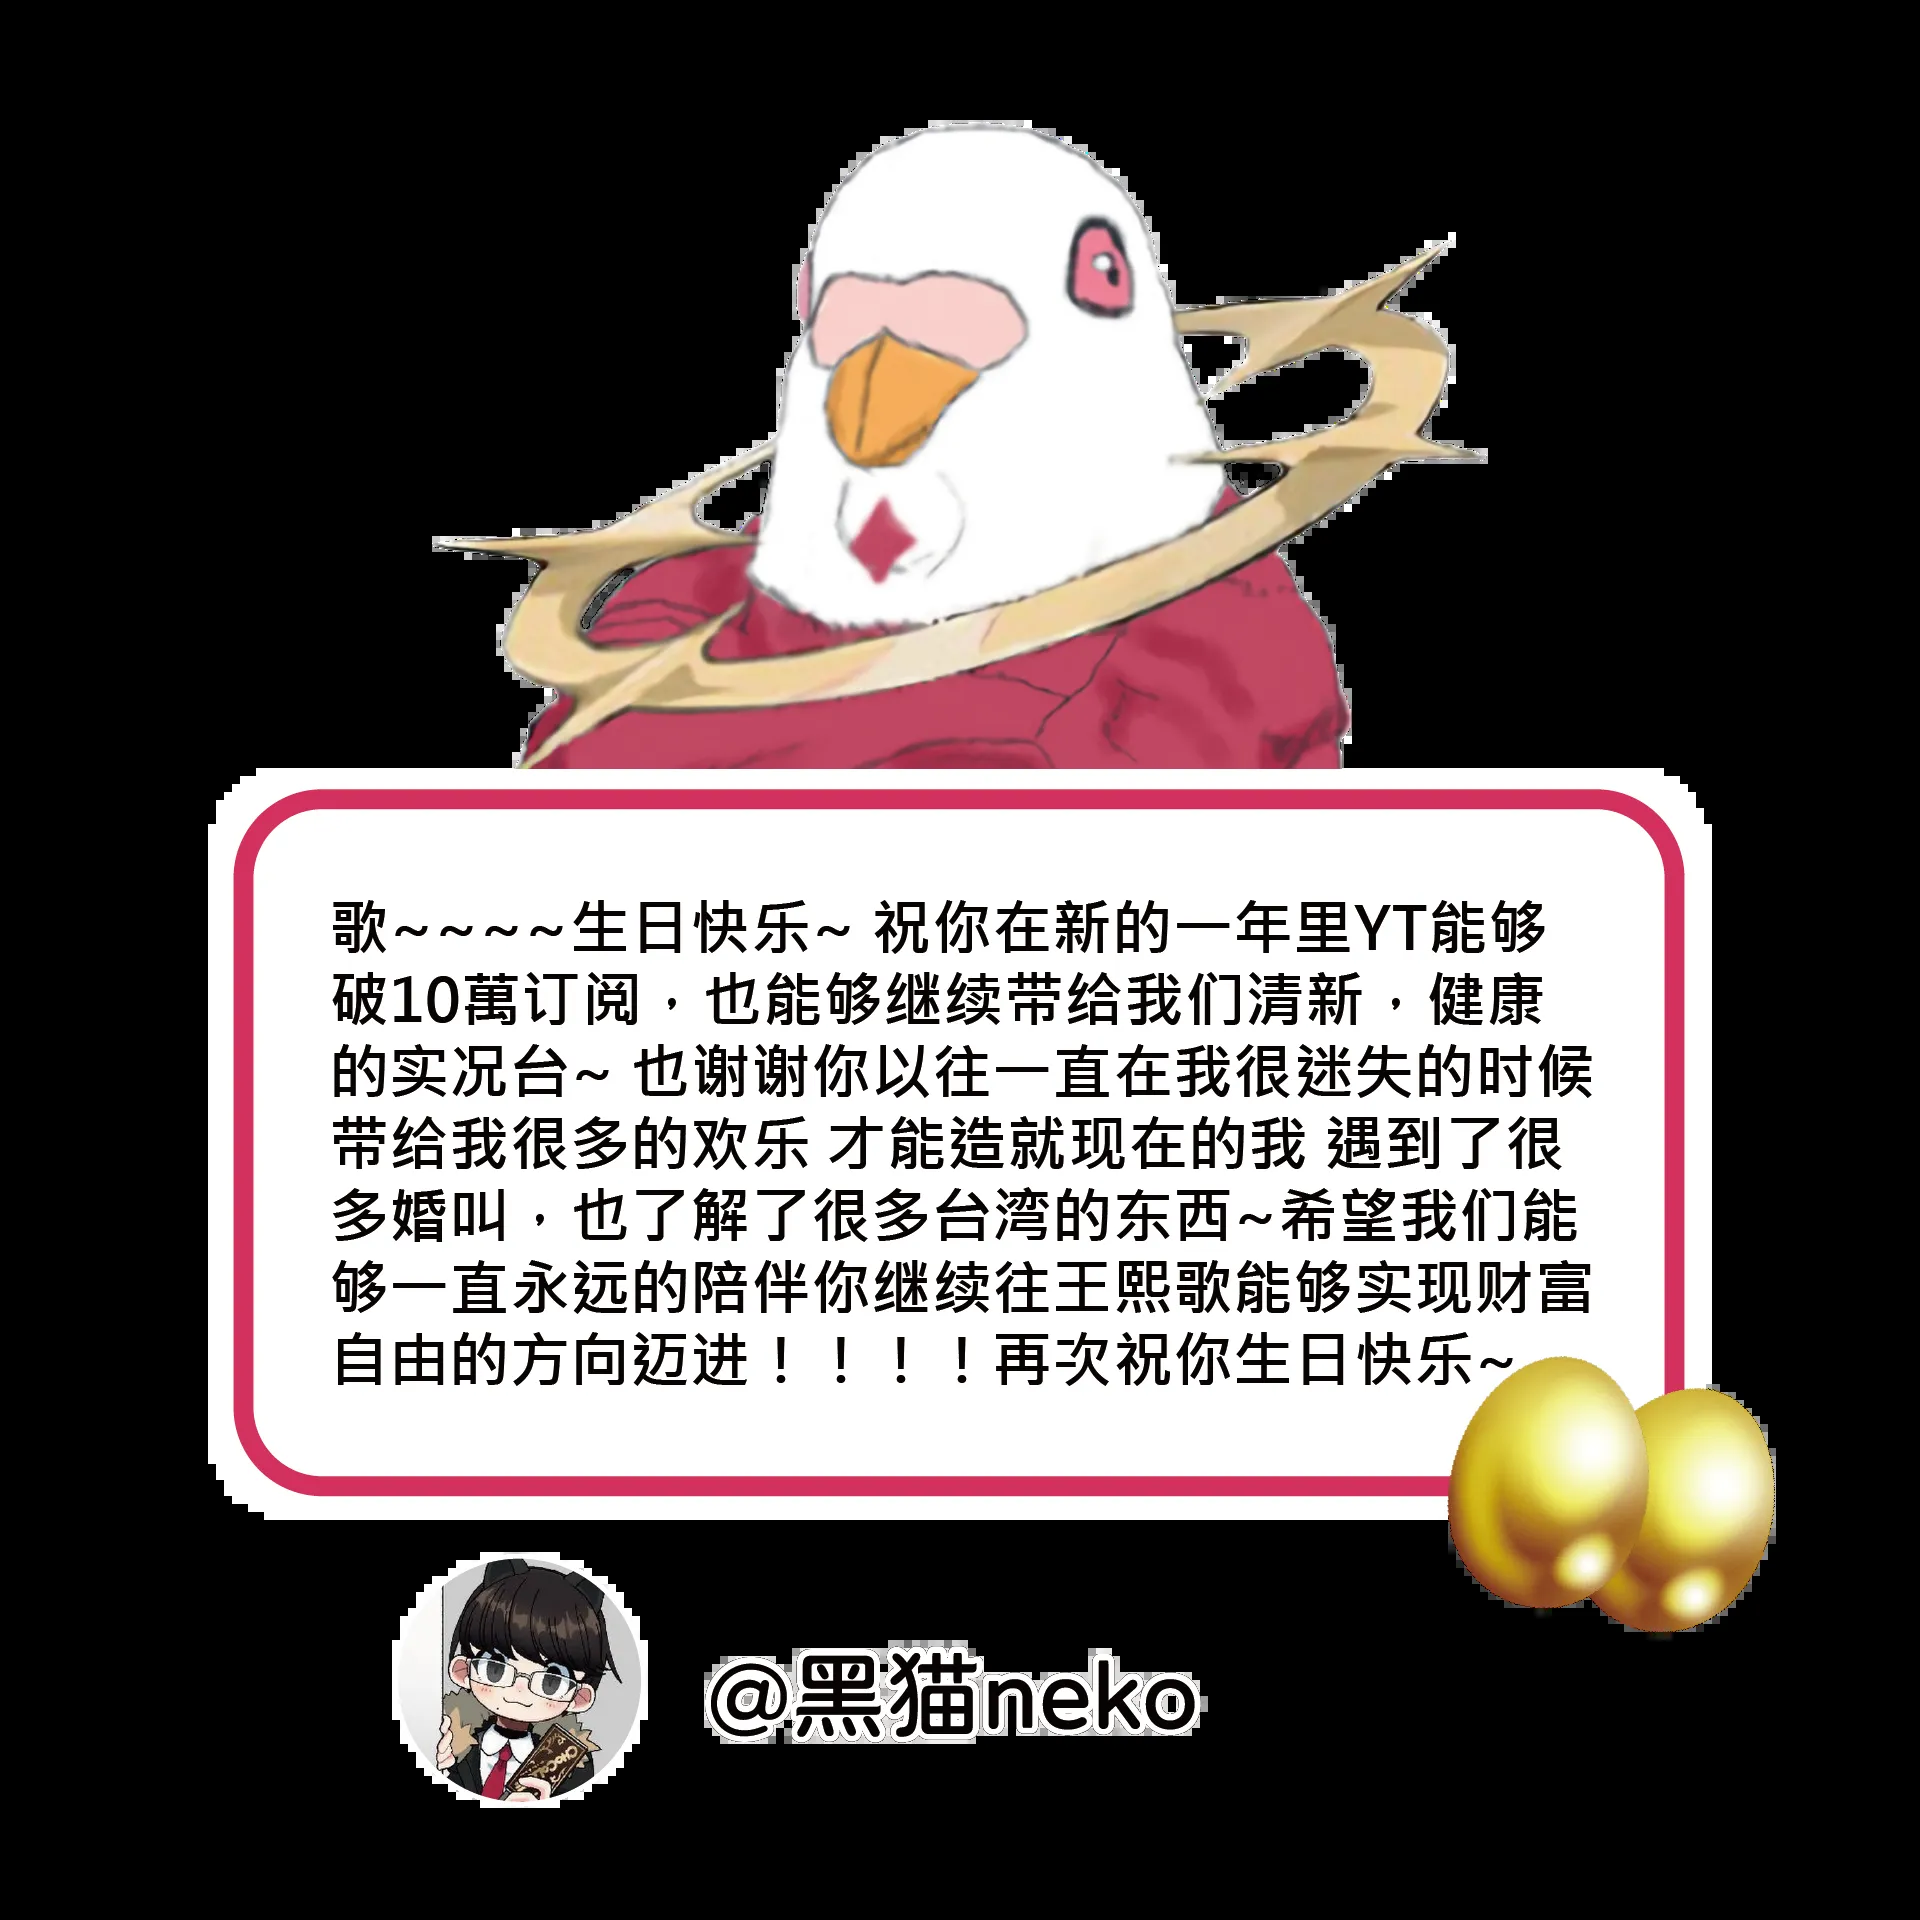 歌~~~~生日快乐~ 祝你在新的一年里YT能够
破10萬订阅，也能够继续带给我们清新，健康
的实况台~ 也谢谢你以往一直在我很迷失的时候
带给我很多的欢乐 才能造就现在的我 遇到了很
多婚叫，也了解了很多台湾的东西~希望我们能
够一直永远的陪伴你继续往王熙歌能够实现财富
自由的方向迈进！！！！再次祝你生日快乐~
@黑猫neko